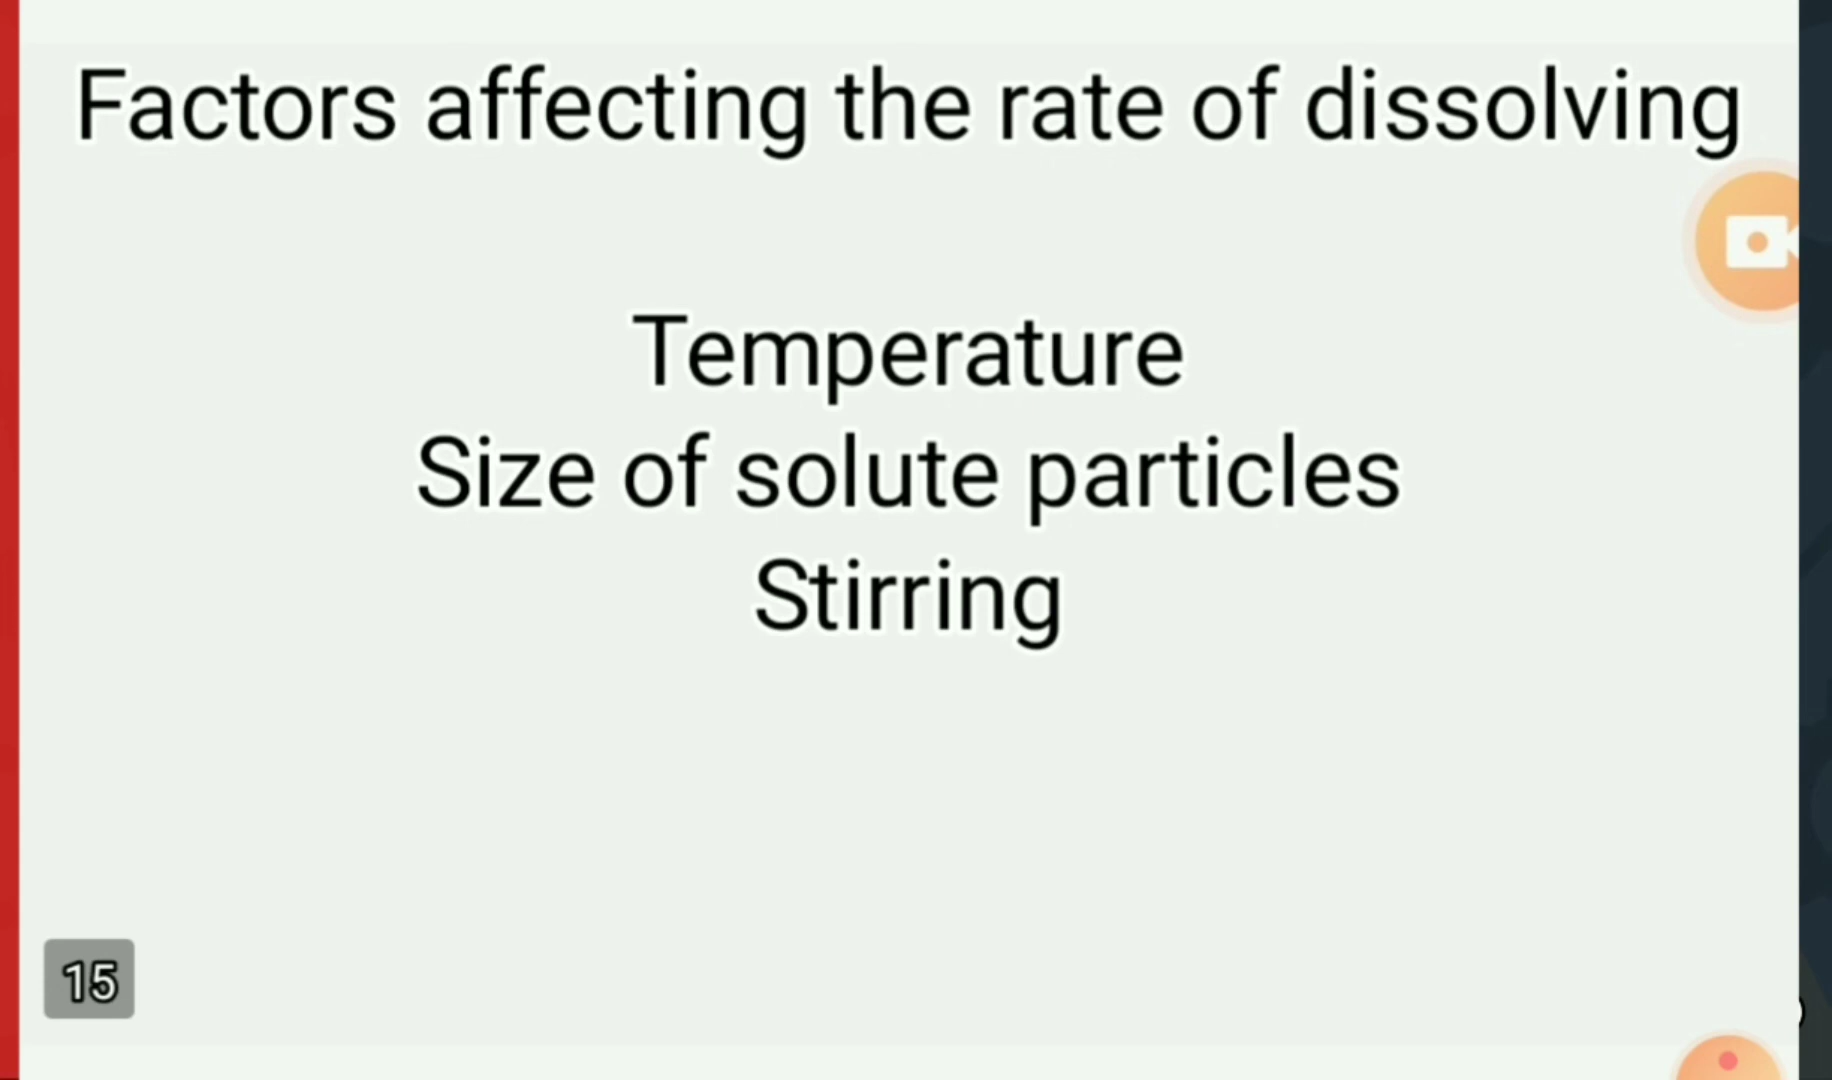 Factors affecting the rate of dissolving
Temperature
Size of solute particles
Stirring
15